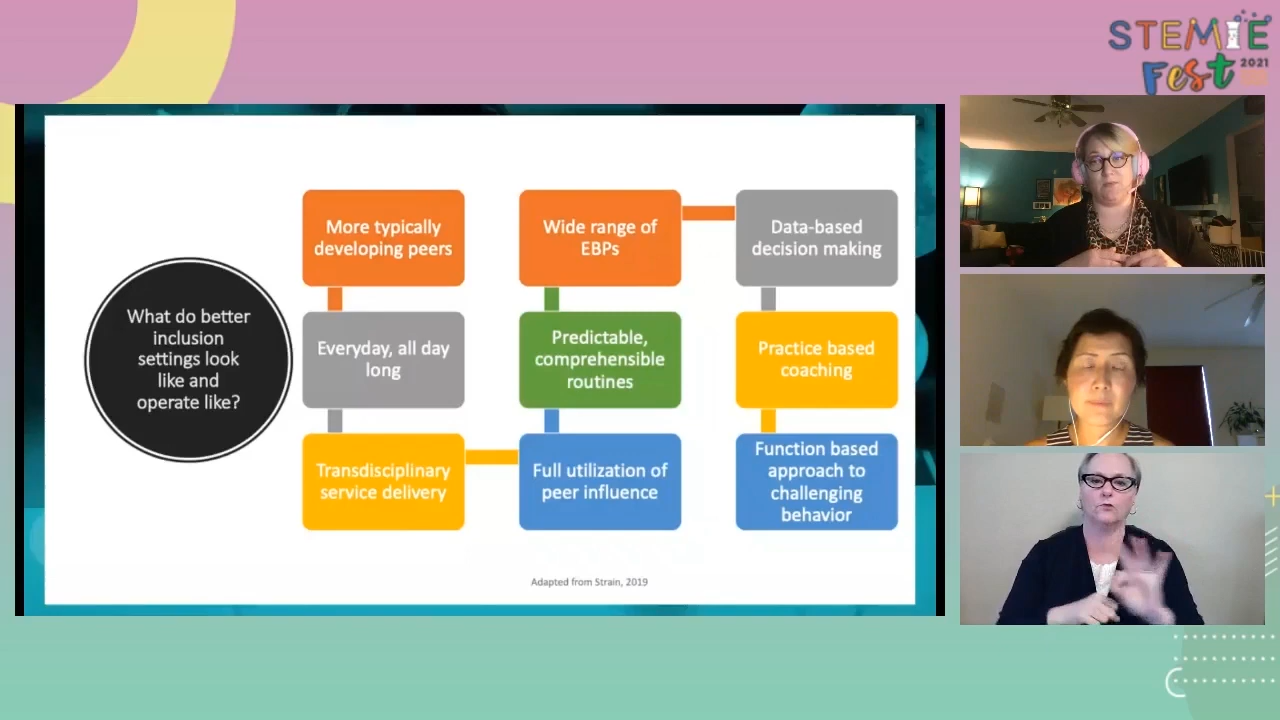 STEMIE
Fest 2021
What do better
inclusion
settings look
like and
operate like?
More typically
developing peers
Everyday, all day
long
Transdisciplinary
service delivery
Full utilization of
peer influence
Predictable,
comprehensible
routines
Wide range of
EBPs
Data-based
decision making
Practice based
coaching
Function based
approach to
challenging
behavior
Adapted from Strain, 2019